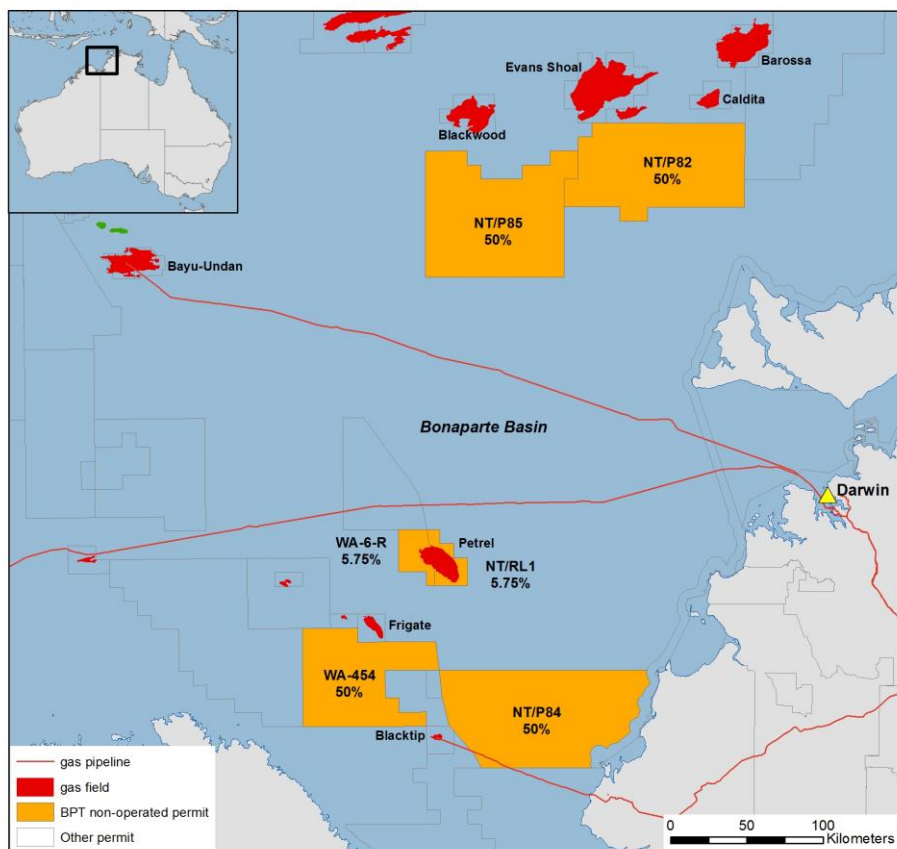 Barossa
Evans Shoal
Caldita
Blackwood
NT/P82
50%
NT/P85
50%
Bayu-Undan
Bonaparte Basin
Darwin
WA-6-R
5.75%
Petrel
NT/RL1
5.75%
Frigate
WA-454
50%
NT/P84
50%
Blacktip
gas pipeline
gas field
BPT non-operated permit
Other permit
0 50 100
Kilometers